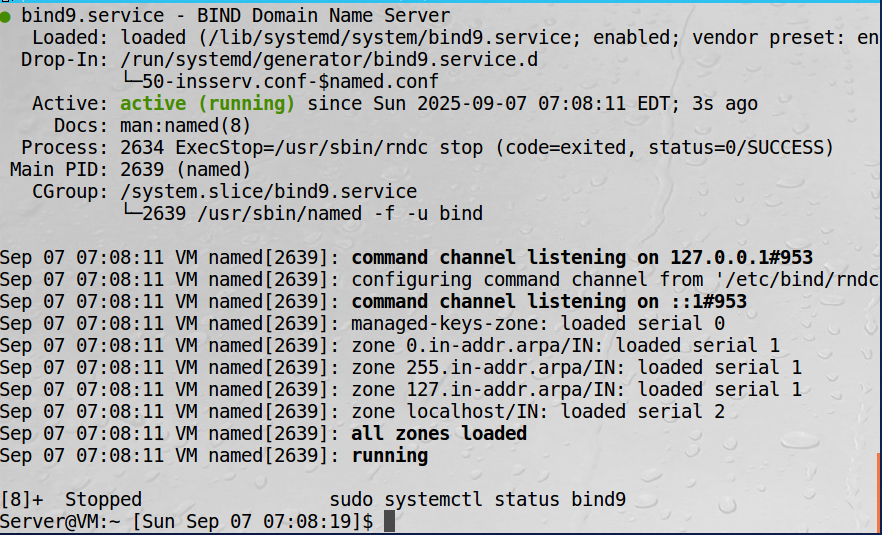 ● bind9.service - BIND Domain Name Server
   Loaded: loaded (/lib/systemd/system/bind9.service; enabled; vendor preset: en
  Drop-In: /run/systemd/generator/bind9.service.d
           └─50-insserv.conf-$named.conf
   Active: active (running) since Sun 2025-09-07 07:08:11 EDT; 3s ago
     Docs: man:named(8)
  Process: 2634 ExecStop=/usr/sbin/rndc stop (code=exited, status=0/SUCCESS)
 Main PID: 2639 (named)
   CGroup: /system.slice/bind9.service
           └─2639 /usr/sbin/named -f -u bind

Sep 07 07:08:11 VM named[2639]: command channel listening on 127.0.0.1#953
Sep 07 07:08:11 VM named[2639]: configuring command channel from '/etc/bind/rndc
Sep 07 07:08:11 VM named[2639]: command channel listening on ::1#953
Sep 07 07:08:11 VM named[2639]: managed-keys-zone: loaded serial 0
Sep 07 07:08:11 VM named[2639]: zone 0.in-addr.arpa/IN: loaded serial 1
Sep 07 07:08:11 VM named[2639]: zone 255.in-addr.arpa/IN: loaded serial 1
Sep 07 07:08:11 VM named[2639]: zone 127.in-addr.arpa/IN: loaded serial 1
Sep 07 07:08:11 VM named[2639]: zone localhost/IN: loaded serial 2
Sep 07 07:08:11 VM named[2639]: all zones loaded
Sep 07 07:08:11 VM named[2639]: running

[8]+  Stopped                 sudo systemctl status bind9
Server@VM:~ [Sun Sep 07 07:08:19]$